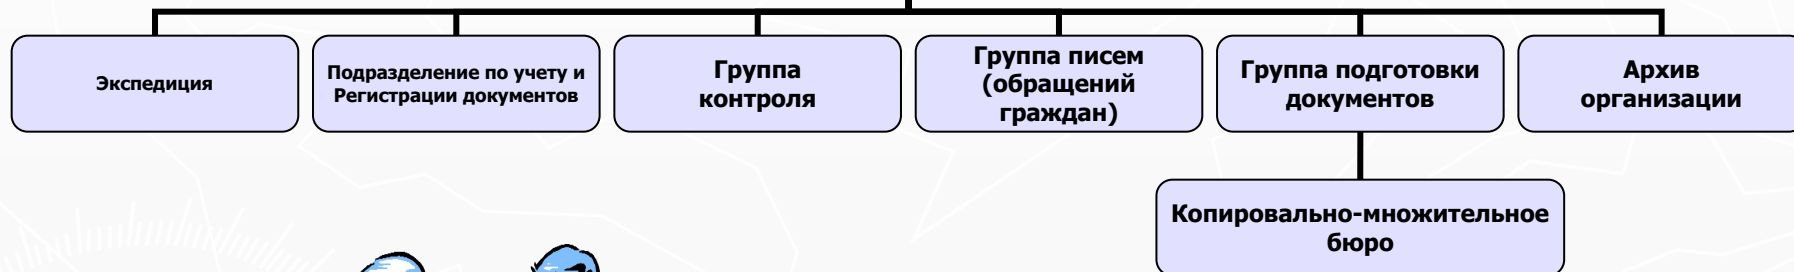 Экспедиция
Подразделение по учету и
Регистрации документов
Группа
контроля
Группа писем
(обращений
граждан)
Группа подготовки
документов
Архив
организации
Копировально-множительное
бюро